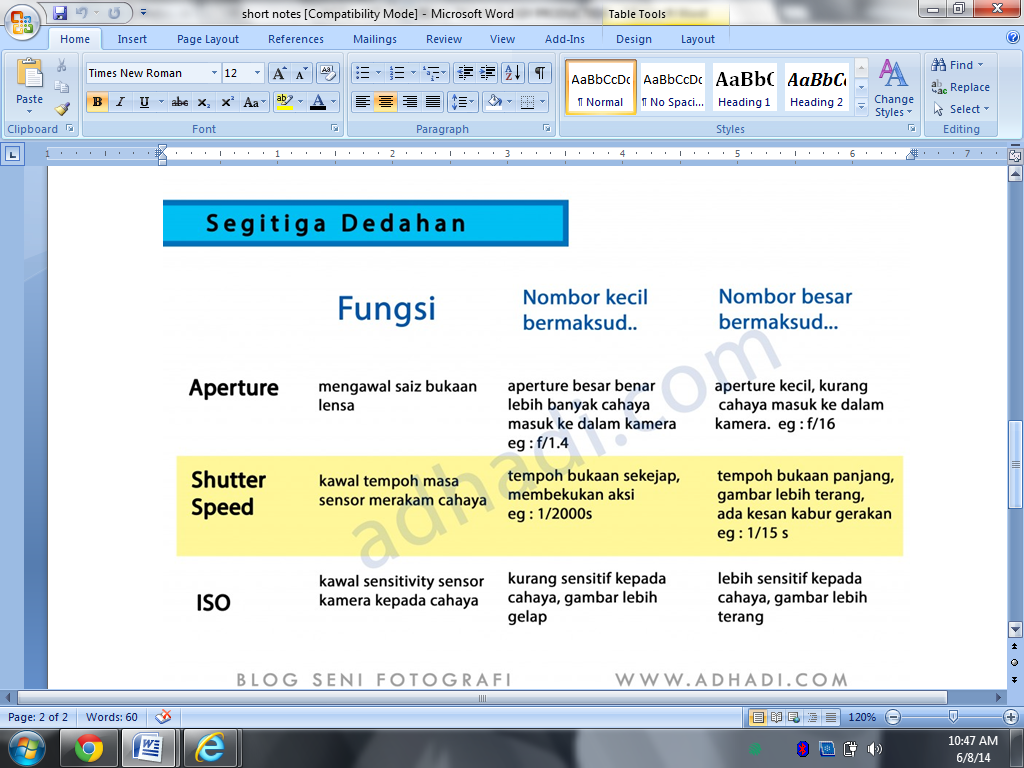 short notes [Compatibility Mode] - Microsoft Word
Table Tools
Home Insert Page Layout References Mailings Review View Add-Ins Design Layout
Paste
Times New Roman 12
AaBbCcDc AaBbCcDc AaBbC AaBbCc
¶ Normal ¶ No Spaci... Heading 1 Heading 2
Change Styles
Find
Replace
Select
Clipboard Font Paragraph Styles Editing
1 1 2 3 4 5 6 7
Segitiga Dedahan
Fungsi
Nombor kecil
bermaksud..
Nombor besar
bermaksud...
Aperture
mengawal saiz bukaan
lensa
aperture besar benar
lebih banyak cahaya
masuk ke dalam kamera
eg : f/1.4
aperture kecil, kurang
cahaya masuk ke dalam
kamera. eg : f/16
Shutter
Speed
kawal tempoh masa
sensor merakam cahaya
tempoh bukaan sekejap,
membekukan aksi
eg : 1/2000s
tempoh bukaan panjang,
gambar lebih terang,
ada kesan kabur gerakan
eg : 1/15 s
ISO
kawal sensitivity sensor
kamera kepada cahaya
kurang sensitif kepada
cahaya, gambar lebih
gelap
lebih sensitif kepada
cahaya, gambar lebih
terang
adhadi.com
BLOG SENI FOTOGRAFI WWW.ADHADI.COM
Page: 2 of 2 Words: 60 120%
10:47 AM
6/8/14